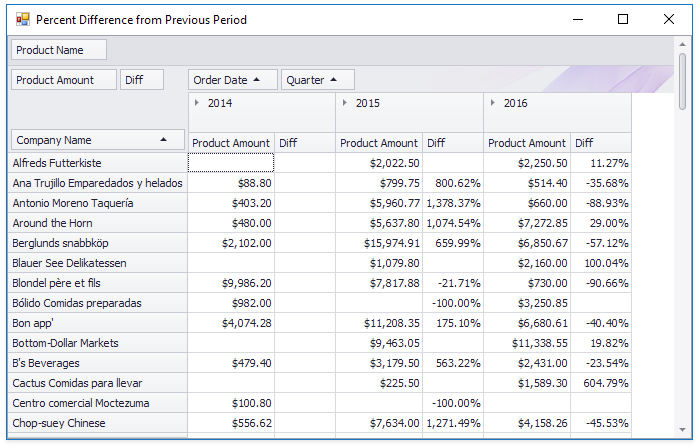 Percent Difference from Previous Period
Product Name
Product Amount Diff Order Date Quarter
2014 2015 2016
Company Name Product Amount Diff Product Amount Diff Product Amount Diff
Alfreds Futterkiste $2,022.50 $2,250.50 11.27%
Ana Trujillo Emparedados y helados $88.80 $799.75 800.62% $514.40 -35.68%
Antonio Moreno Taquería $403.20 $5,960.77 1,378.37% $660.00 -88.93%
Around the Horn $480.00 $5,637.80 1,074.54% $7,272.85 29.00%
Berglunds snabbköp $2,102.00 $15,974.91 659.99% $6,850.67 -57.12%
Blauer See Delikatessen $1,079.80 $2,160.00 100.04%
Blondel père et fils $9,986.20 $7,817.88 -21.71% $730.00 -90.66%
Bólido Comidas preparadas $982.00 -100.00% $3,250.85
Bon app' $4,074.28 $11,208.35 175.10% $6,680.61 -40.40%
Bottom-Dollar Markets $9,463.05 $11,338.55 19.82%
B's Beverages $479.40 $3,179.50 563.22% $2,431.00 -23.54%
Cactus Comidas para llevar $225.50 $1,589.30 604.79%
Centro comercial Moctezuma $100.80 -100.00%
Chop-suey Chinese $556.62 $7,634.00 1,271.49% $4,158.26 -45.53%